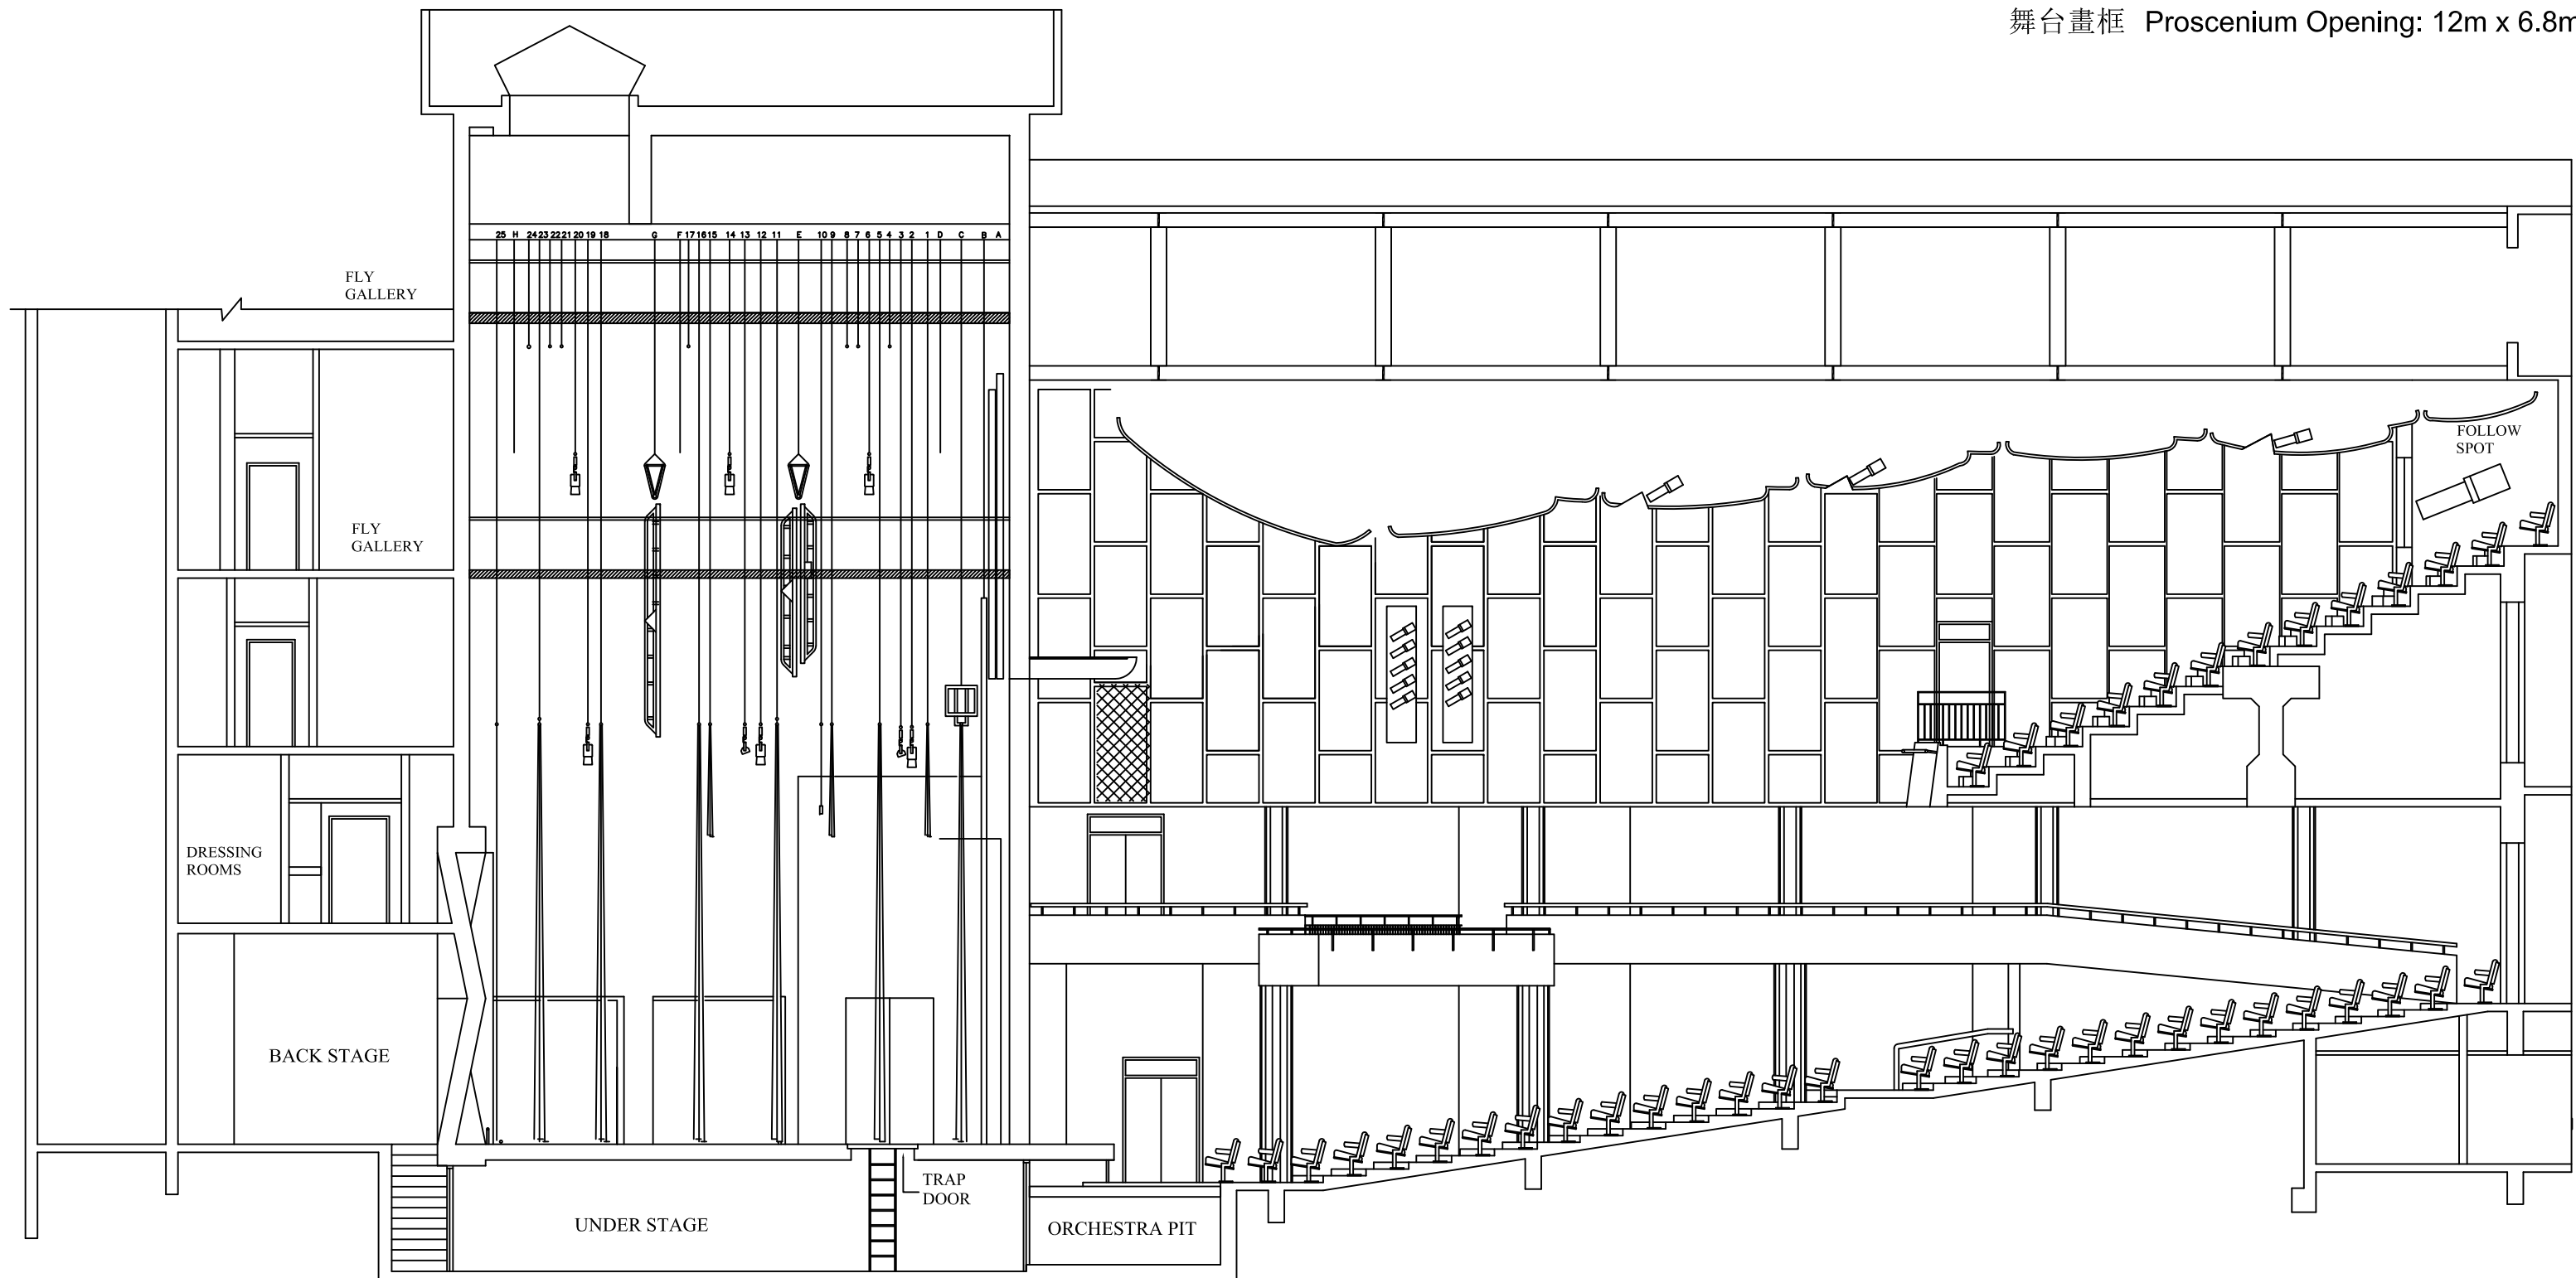 舞台畫框 Proscenium Opening: 12m x 6.8m
25 H 24 23 22 21 20 19 18 G F 17 16 15 14 13 12 11 E 10 9 8 7 6 5 4 3 2 1 D C B A
FLY
GALLERY
FOLLOW
SPOT
FLY
GALLERY
DRESSING
ROOMS
BACK STAGE
TRAP
DOOR
UNDER STAGE
ORCHESTRA PIT